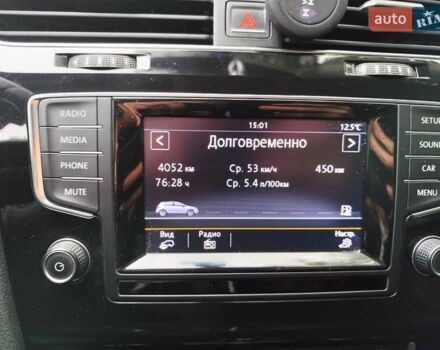 auto RIA
15:01 12.5°C
RADIO
MEDIA
PHONE
MUTE
Долговременно
4052 км Ср. 53 км/ч 450 км
76:28 ч Ср. 5.4 л/100км
Вид Радио Настр.
SETUP
SOUND
CAR
MENU